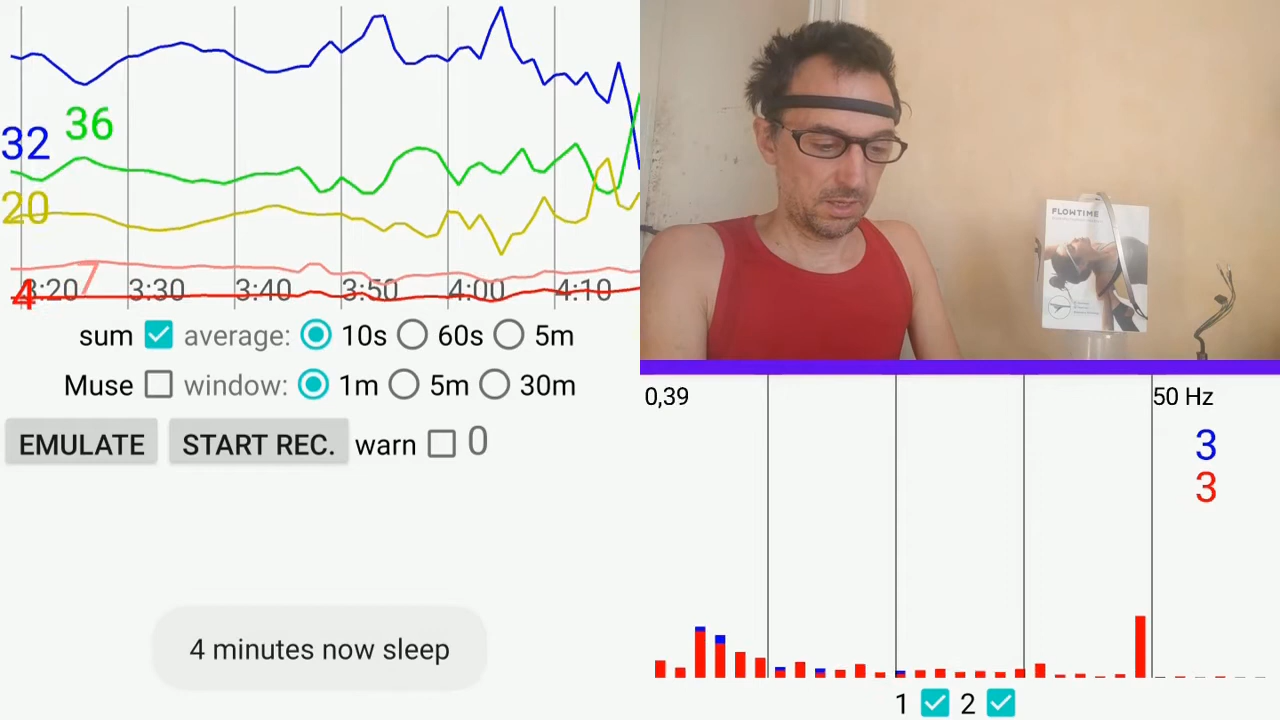 36
32
20
7
4
3:20 3:30 3:40 3:50 4:00 4:10
sum average: 10s 60s 5m
Muse window: 1m 5m 30m
EMULATE START REC. warn 0
4 minutes now sleep
FLOWTIME
0,39 50 Hz
3
3
1 2